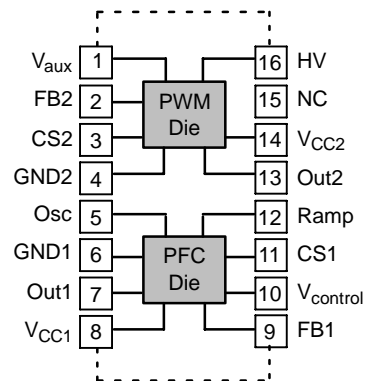 Vaux 1 16 HV
FB2 2 PWM 15 NC
CS2 3 Die 14 VCC2
GND2 4 13 Out2
Osc 5 12 Ramp
GND1 6 PFC 11 CS1
Out1 7 Die 10 Vcontrol
VCC1 8 9 FB1